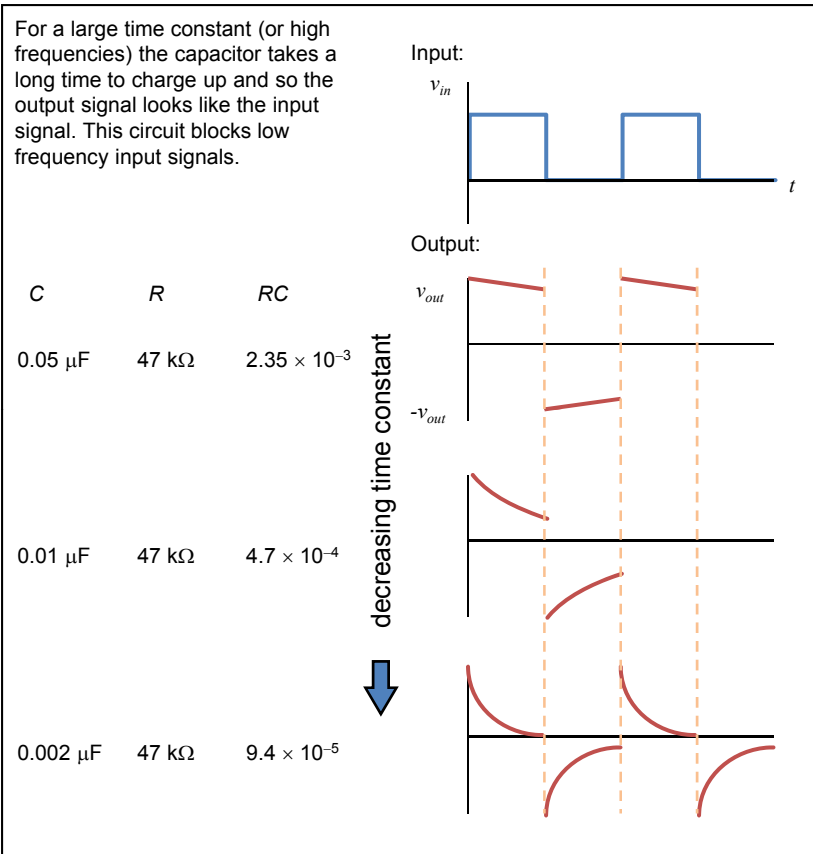 For a large time constant (or high
frequencies) the capacitor takes a
long time to charge up and so the
output signal looks like the input
signal. This circuit blocks low
frequency input signals.
Input:
v_in
t
Output:
C R RC
v_out
0.05 μF 47 kΩ 2.35 × 10⁻³
-v_out
decreasing time constant
0.01 μF 47 kΩ 4.7 × 10⁻⁴
0.002 μF 47 kΩ 9.4 × 10⁻⁵